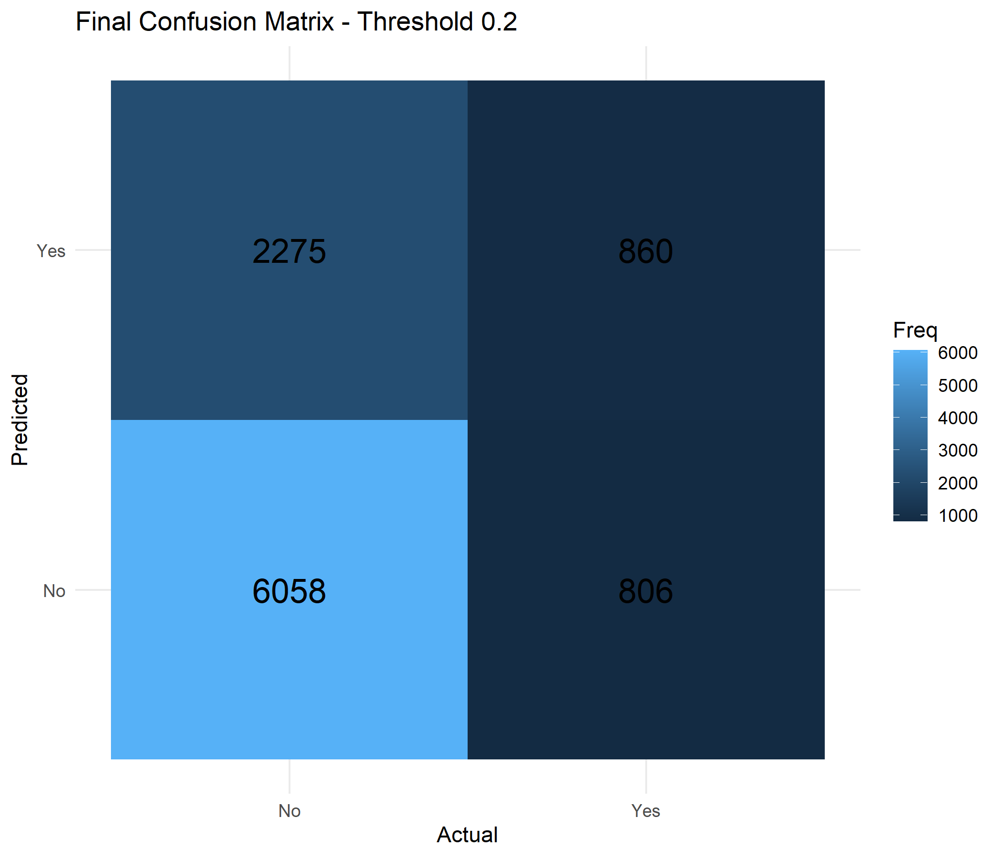 Final Confusion Matrix - Threshold 0.2
Yes
2275
860
Predicted
No
6058
806
No
Yes
Actual
Freq
6000
5000
4000
3000
2000
1000